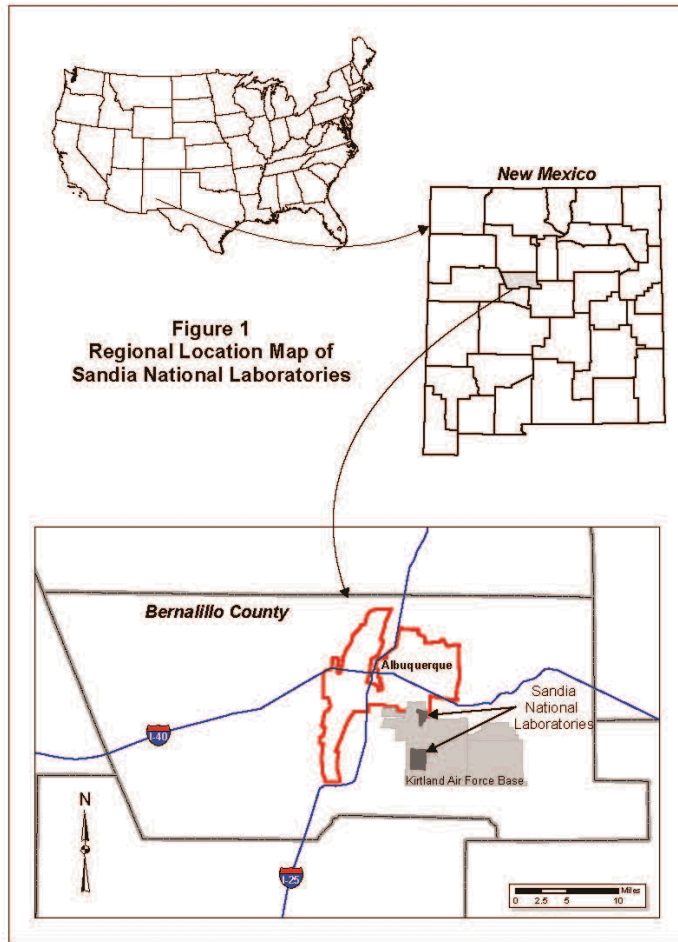 New Mexico
Figure 1
Regional Location Map of
Sandia National Laboratories
Bernalillo County
Albuquerque
Sandia
National
Laboratories
I-40
Kirtland Air Force Base
N
I-25
Miles
0 2.5 5 10